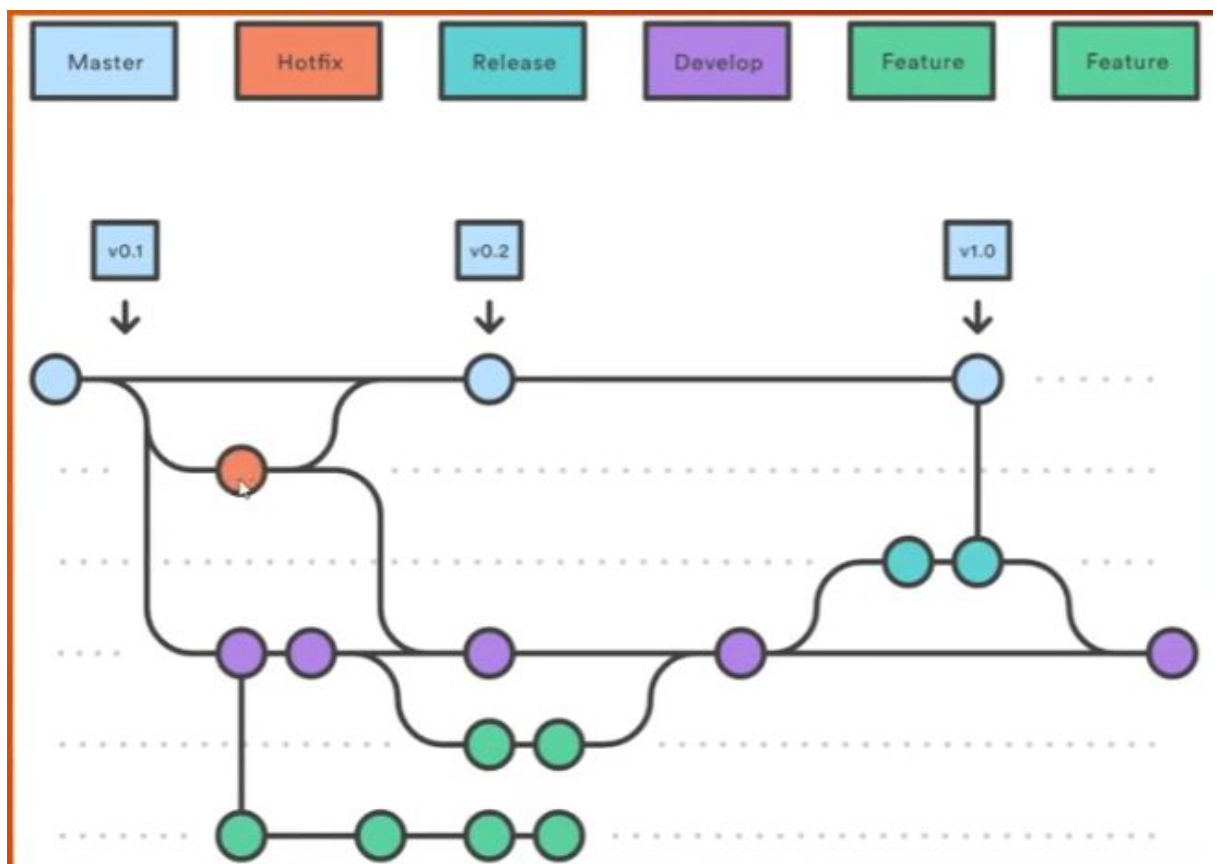 Master
Hotfix
Release
Develop
Feature
Feature
v0.1
v0.2
v1.0